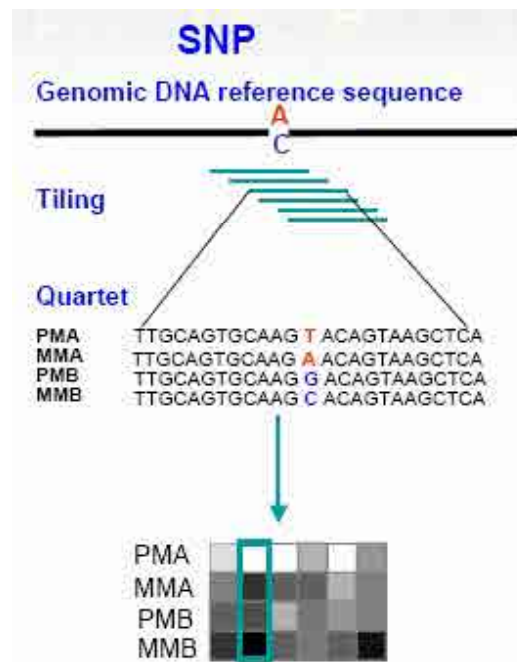 SNP
Genomic DNA reference sequence
A
C
Tiling
Quartet
PMA TTGCAGTGCAAG T ACAGTAAGCTCA
MMA TTGCAGTGCAAG A ACAGTAAGCTCA
PMB TTGCAGTGCAAG G ACAGTAAGCTCA
MMB TTGCAGTGCAAG C ACAGTAAGCTCA
PMA
MMA
PMB
MMB